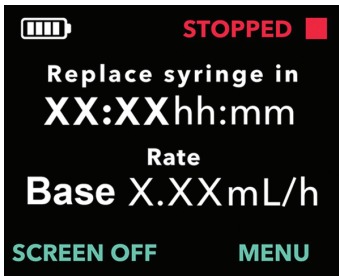 STOPPED
Replace syringe in
XX:XXhh:mm
Rate
Base X.XXmL/h
SCREEN OFF MENU